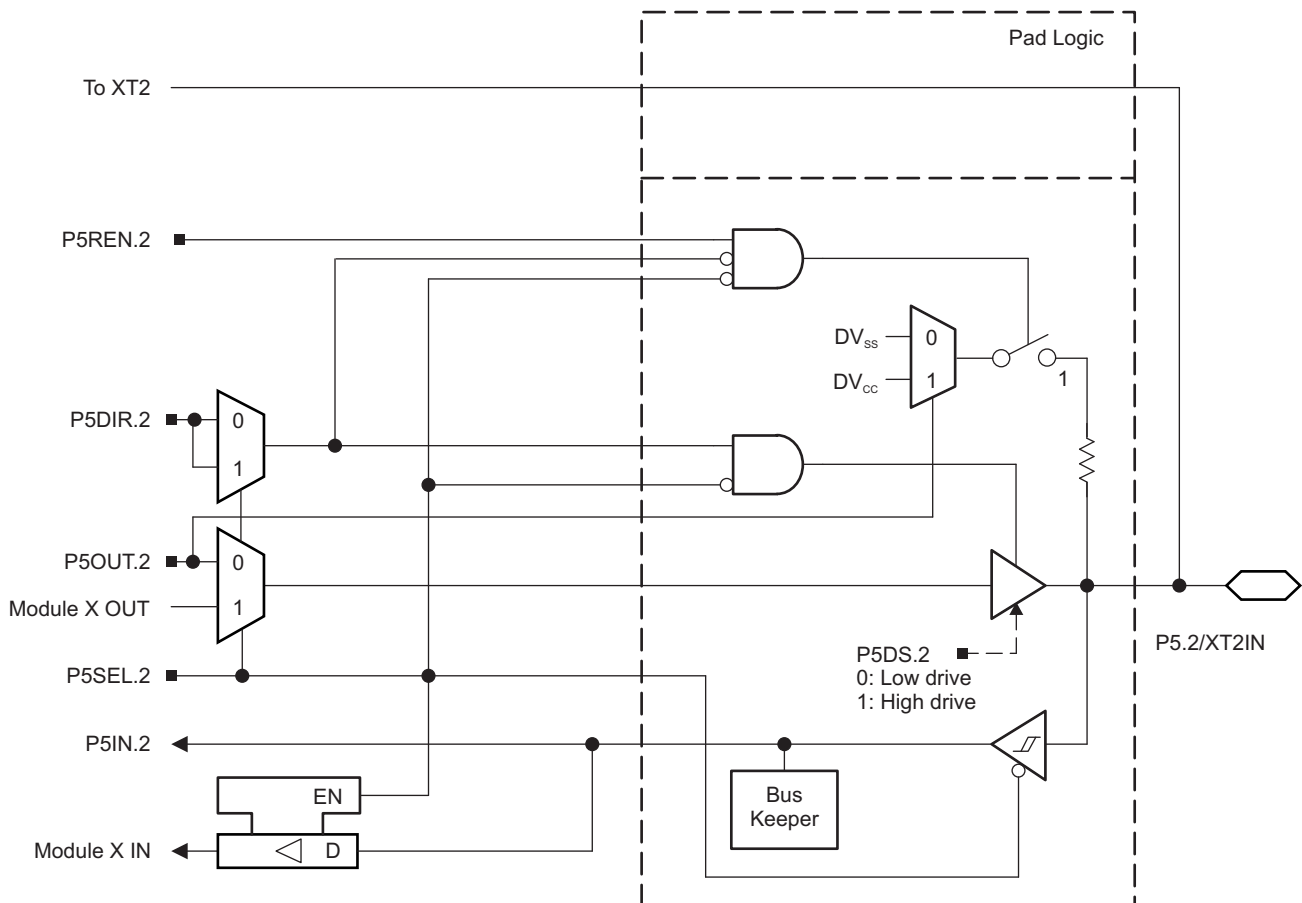 Pad Logic
To XT2
P5REN.2
DVSS
0
DVCC
1
1
P5DIR.2
0
1
P5OUT.2
0
Module X OUT
1
P5SEL.2
P5DS.2
0: Low drive
1: High drive
P5.2/XT2IN
P5IN.2
EN
Bus
Keeper
Module X IN
D